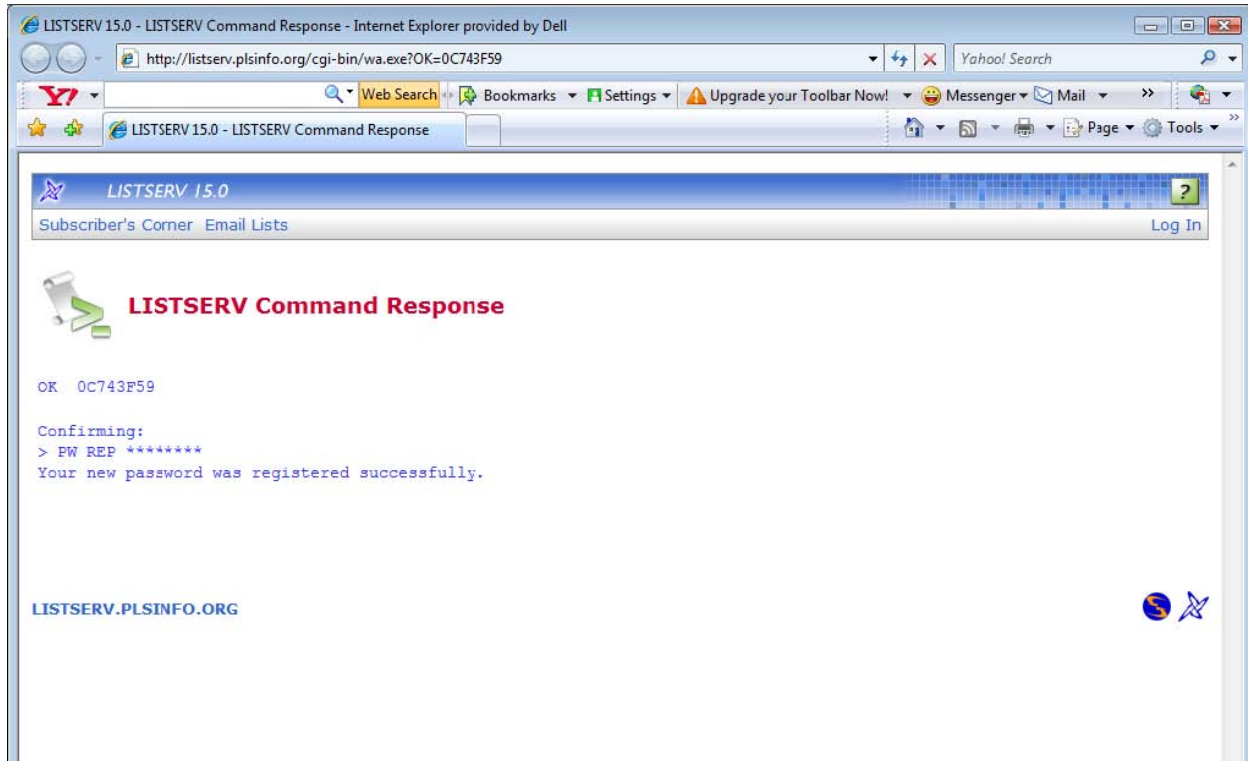 LISTSERV 15.0 - LISTSERV Command Response - Internet Explorer provided by Dell
http://listserv.plsinfo.org/cgi-bin/wa.exe?OK=0C743F59
Yahoo! Search
Y! Web Search Bookmarks Settings Upgrade your Toolbar Now! Messenger Mail »
LISTSERV 15.0 - LISTSERV Command Response Page Tools »
LISTSERV 15.0 ?
Subscriber's Corner Email Lists Log In
LISTSERV Command Response
OK 0C743F59
Confirming:
> PW REP ********
Your new password was registered successfully.
LISTSERV.PLSINFO.ORG